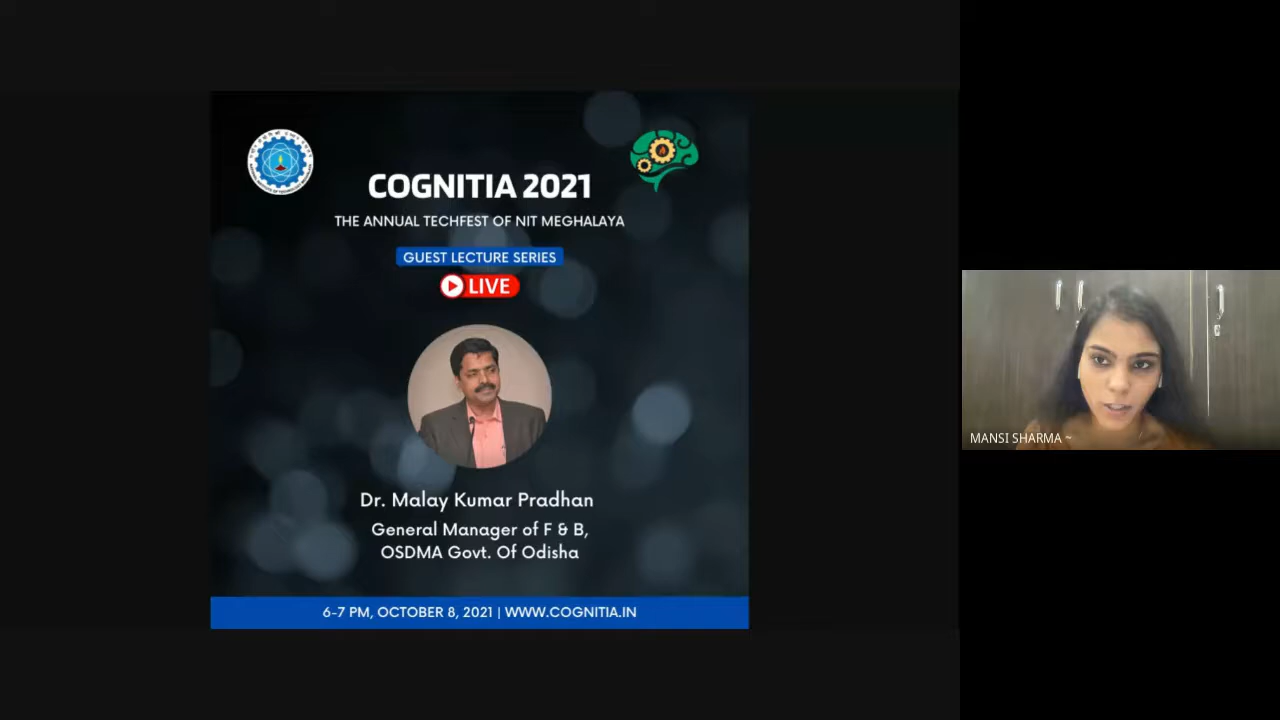 COGNITIA 2021
THE ANNUAL TECHFEST OF NIT MEGHALAYA
GUEST LECTURE SERIES
LIVE
Dr. Malay Kumar Pradhan
General Manager of F & B,
OSDMA Govt. Of Odisha
6-7 PM, OCTOBER 8, 2021 | WWW.COGNITIA.IN
MANSI SHARMA ~